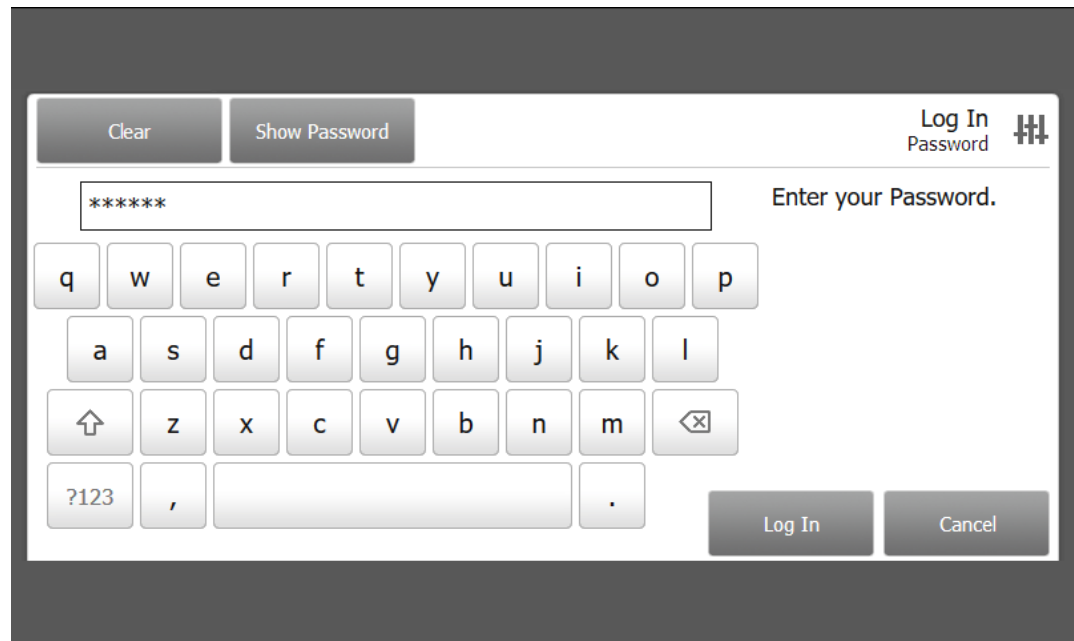 Clear Show Password Log In
Password
****** Enter your Password.
q w e r t y u i o p
a s d f g h j k l
z x c v b n m
?123 , .
Log In Cancel